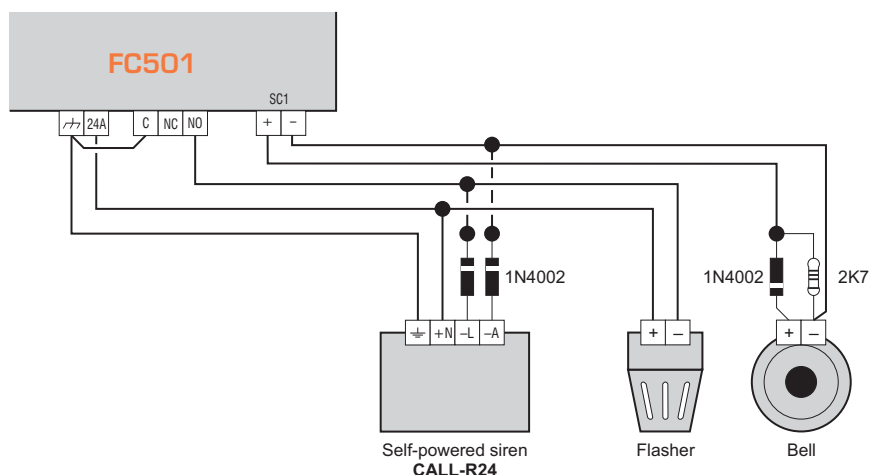 FC501
SC1
24A C NC NO + -
1N4002 1N4002 2K7
+N -L -A + - + -
Self-powered siren Flasher Bell
CALL-R24